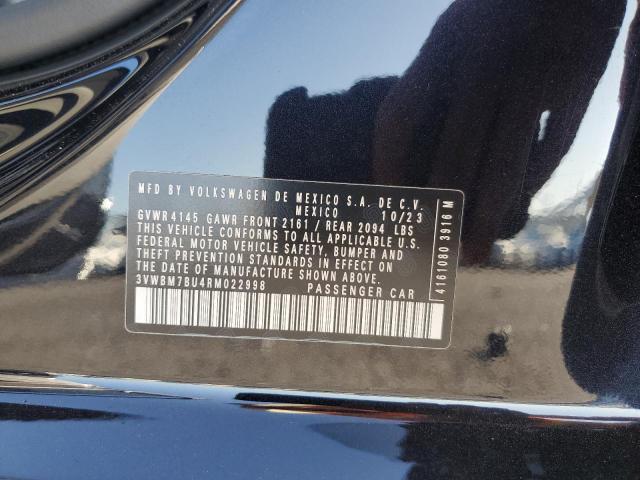 MFD BY VOLKSWAGEN DE MEXICO S.A. DE C.V.
MEXICO 10/23
GVWR 4145 GAWR FRONT 2161 / REAR 2094 LBS
THIS VEHICLE CONFORMS TO ALL APPLICABLE U.S.
FEDERAL MOTOR VEHICLE SAFETY, BUMPER AND
THEFT PREVENTION STANDARDS IN EFFECT ON
THE DATE OF MANUFACTURE SHOWN ABOVE.
3VWBM7BU4RM022998 PASSENGER CAR
4161080 3916 M